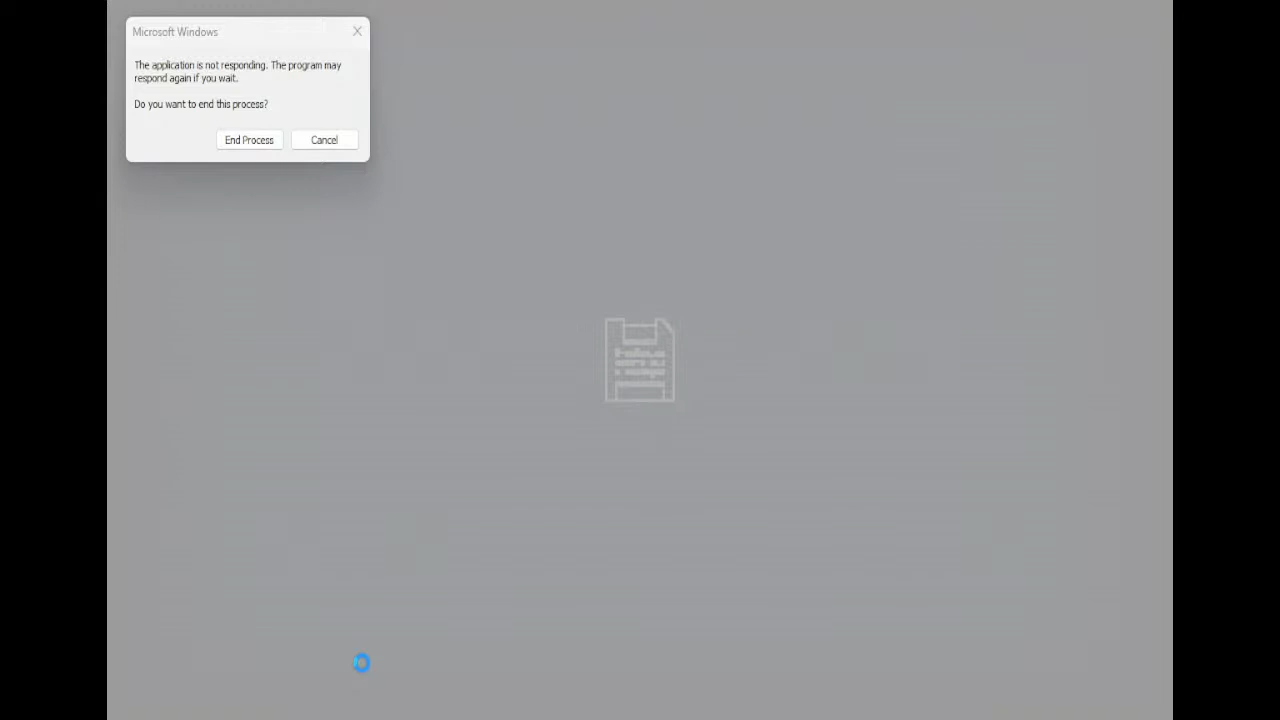 Microsoft Windows
The application is not responding. The program may
respond again if you wait.
Do you want to end this process?
End Process
Cancel